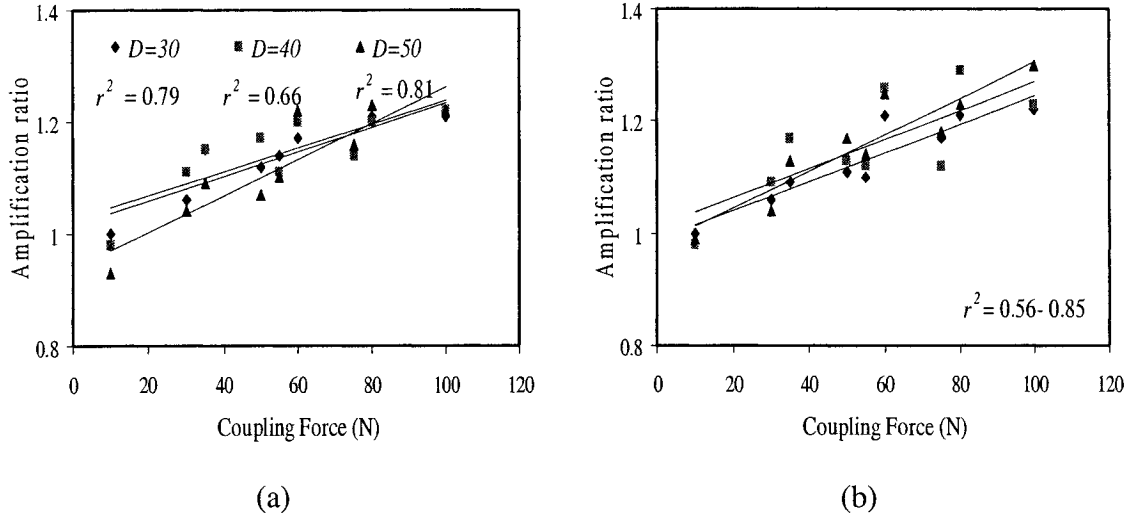 1.4
1.2
1
0.8
Amplification ratio
D=30 D=40 D=50
r² = 0.79 r² = 0.66 r² = 0.81
0 20 40 60 80 100 120
Coupling Force (N)
(a)
1.4
1.2
1
0.8
Amplification ratio
r² = 0.56- 0.85
0 20 40 60 80 100 120
Coupling Force (N)
(b)